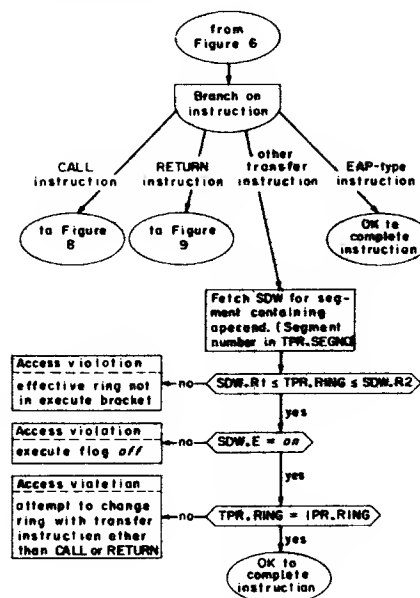 from
Figure 6
Branch on
instruction
CALL
instruction
RETURN
instruction
other
transfer
instruction
EAP-type
instruction
to Figure
8
to Figure
9
OK to
complete
instruction
Fetch SDW for seg-
ment containing
operand. (Segment
number in TPR.SEGNO)
Access violation
effective ring not
in execute bracket
no
SDW.R1 ≤ TPR.RING ≤ SDW.R2
yes
Access violation
execute flag off
no
SDW.E = on
yes
Access violation
attempt to change
ring with transfer
instruction other
than CALL or RETURN
no
TPR.RING = IPR.RING
yes
OK to
complete
instruction